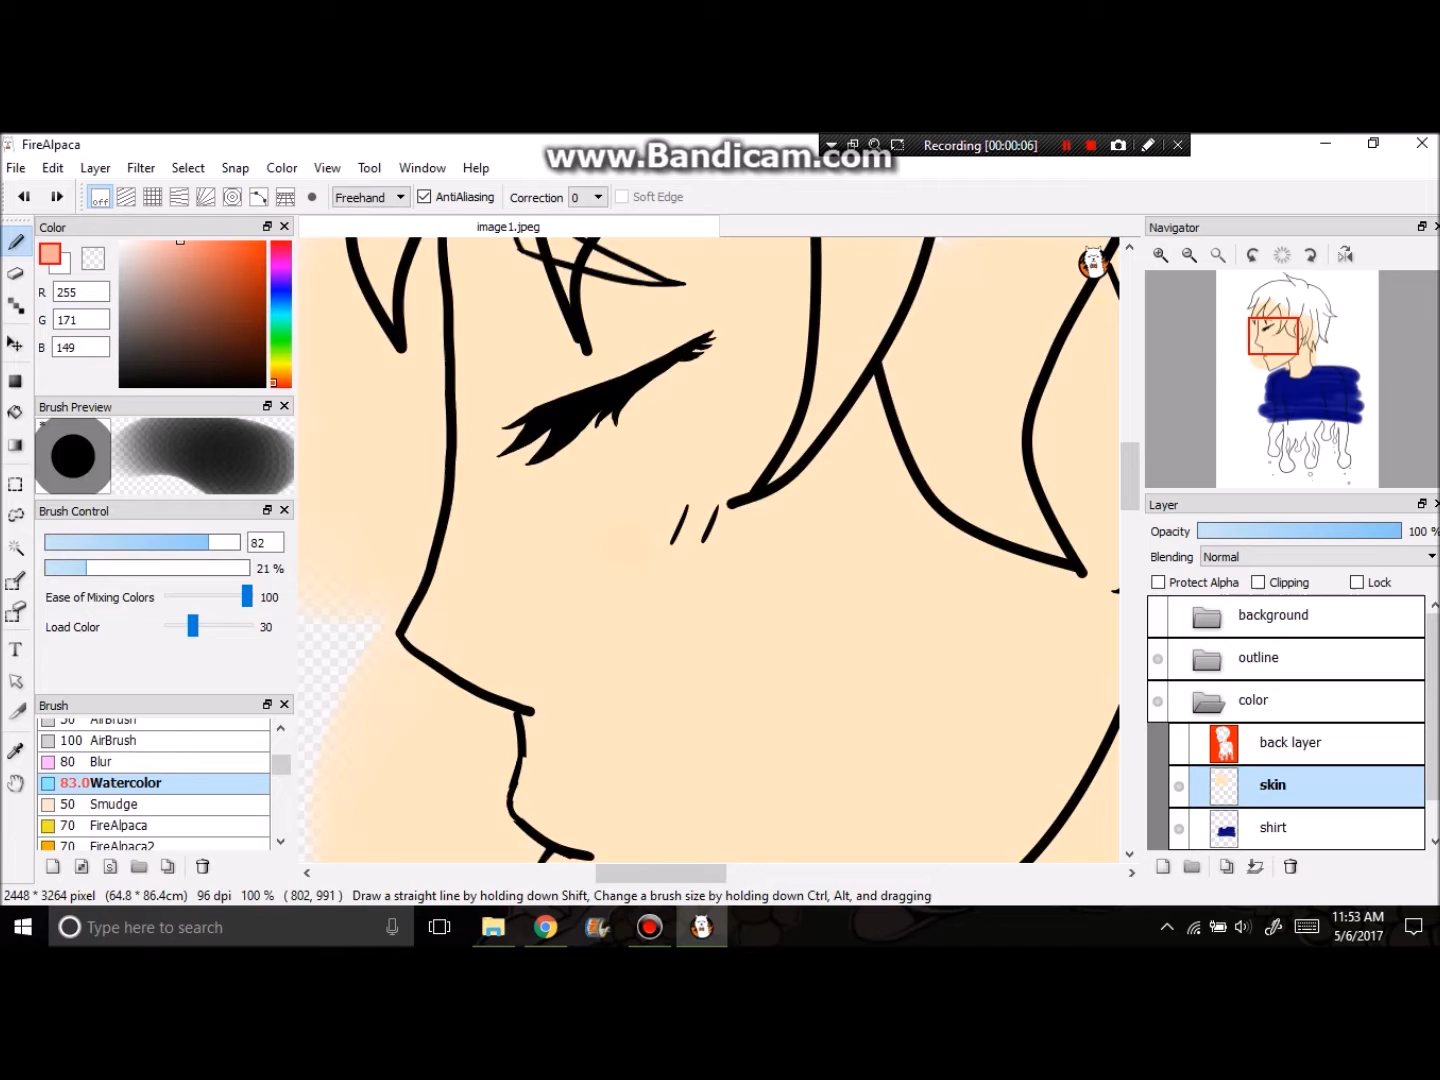 FireAlpaca
www.Bandicam.com
Recording [00:00:06]
File Edit Layer Filter Select Snap Color View Tool Window Help
off Freehand AntiAliasing Correction 0 Soft Edge
Color
image1.jpeg
Navigator
R 255
G 171
B 149
Brush Preview
Brush Control
82
21 %
Ease of Mixing Colors 100
Load Color 30
Brush
50 AirBrush
100 AirBrush
80 Blur
83.0 Watercolor
50 Smudge
70 FireAlpaca
70 FireAlpaca2
Layer
Opacity 100 %
Blending Normal
Protect Alpha Clipping Lock
background
outline
color
back layer
skin
shirt
2448 * 3264 pixel (64.8 * 86.4cm) 96 dpi 100 % ( 802, 991 ) Draw a straight line by holding down Shift, Change a brush size by holding down Ctrl, Alt, and dragging
Type here to search
11:53 AM
5/6/2017